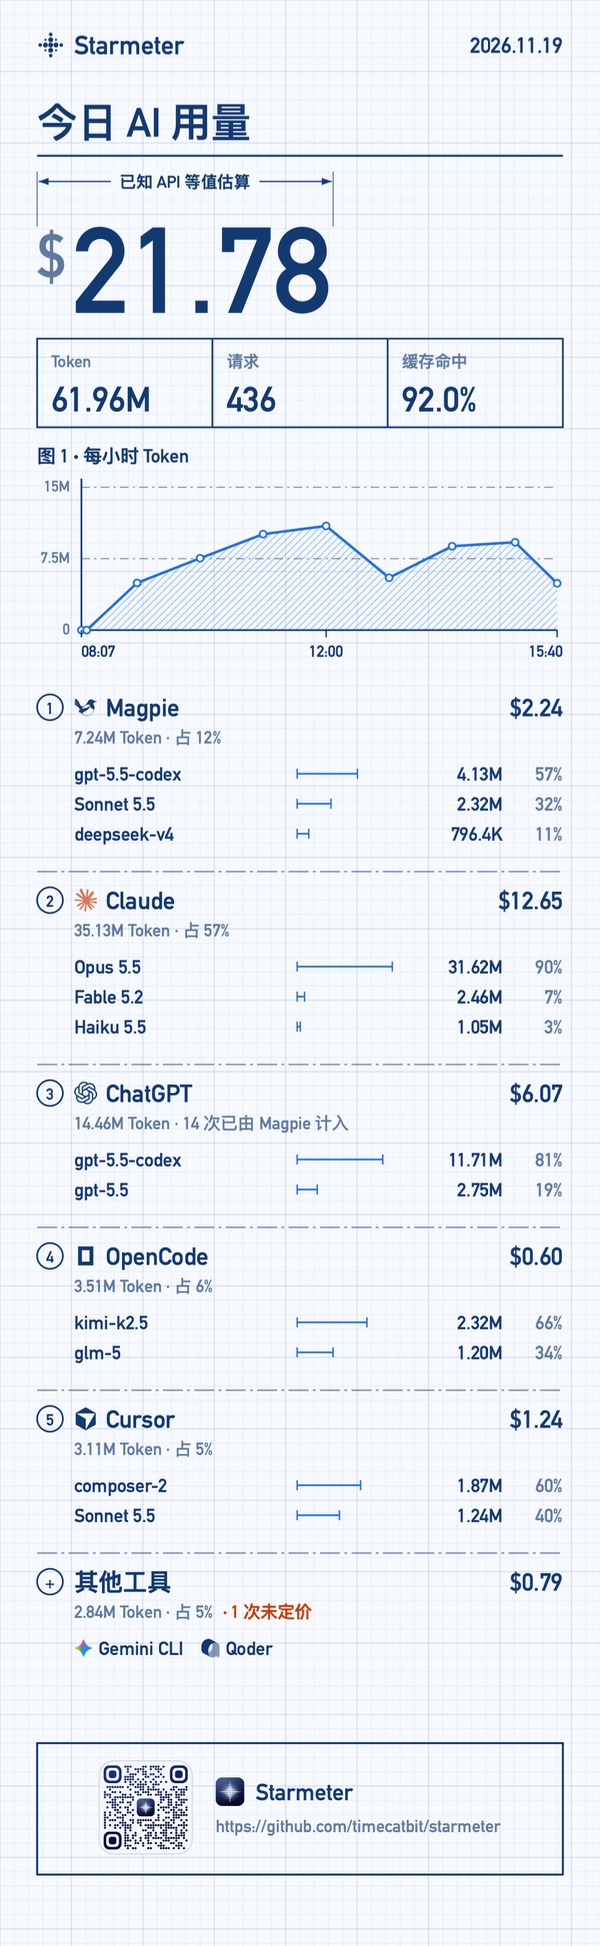 Starmeter 2026.11.19
今日 AI 用量
已知 API 等值估算
$21.78
Token 请求 缓存命中
61.96M 436 92.0%
图 1 · 每小时 Token
15M
7.5M
0
08:07 12:00 15:40
1 Magpie $2.24
7.24M Token · 占 12%
gpt-5.5-codex 4.13M 57%
Sonnet 5.5 2.32M 32%
deepseek-v4 796.4K 11%
2 Claude $12.65
35.13M Token · 占 57%
Opus 5.5 31.62M 90%
Fable 5.2 2.46M 7%
Haiku 5.5 1.05M 3%
3 ChatGPT $6.07
14.46M Token · 14 次已由 Magpie 计入
gpt-5.5-codex 11.71M 81%
gpt-5.5 2.75M 19%
4 OpenCode $0.60
3.51M Token · 占 6%
kimi-k2.5 2.32M 66%
glm-5 1.20M 34%
5 Cursor $1.24
3.11M Token · 占 5%
composer-2 1.87M 60%
Sonnet 5.5 1.24M 40%
+ 其他工具 $0.79
2.84M Token · 占 5% · 1 次未定价
Gemini CLI Qoder
Starmeter
https://github.com/timecatbit/starmeter